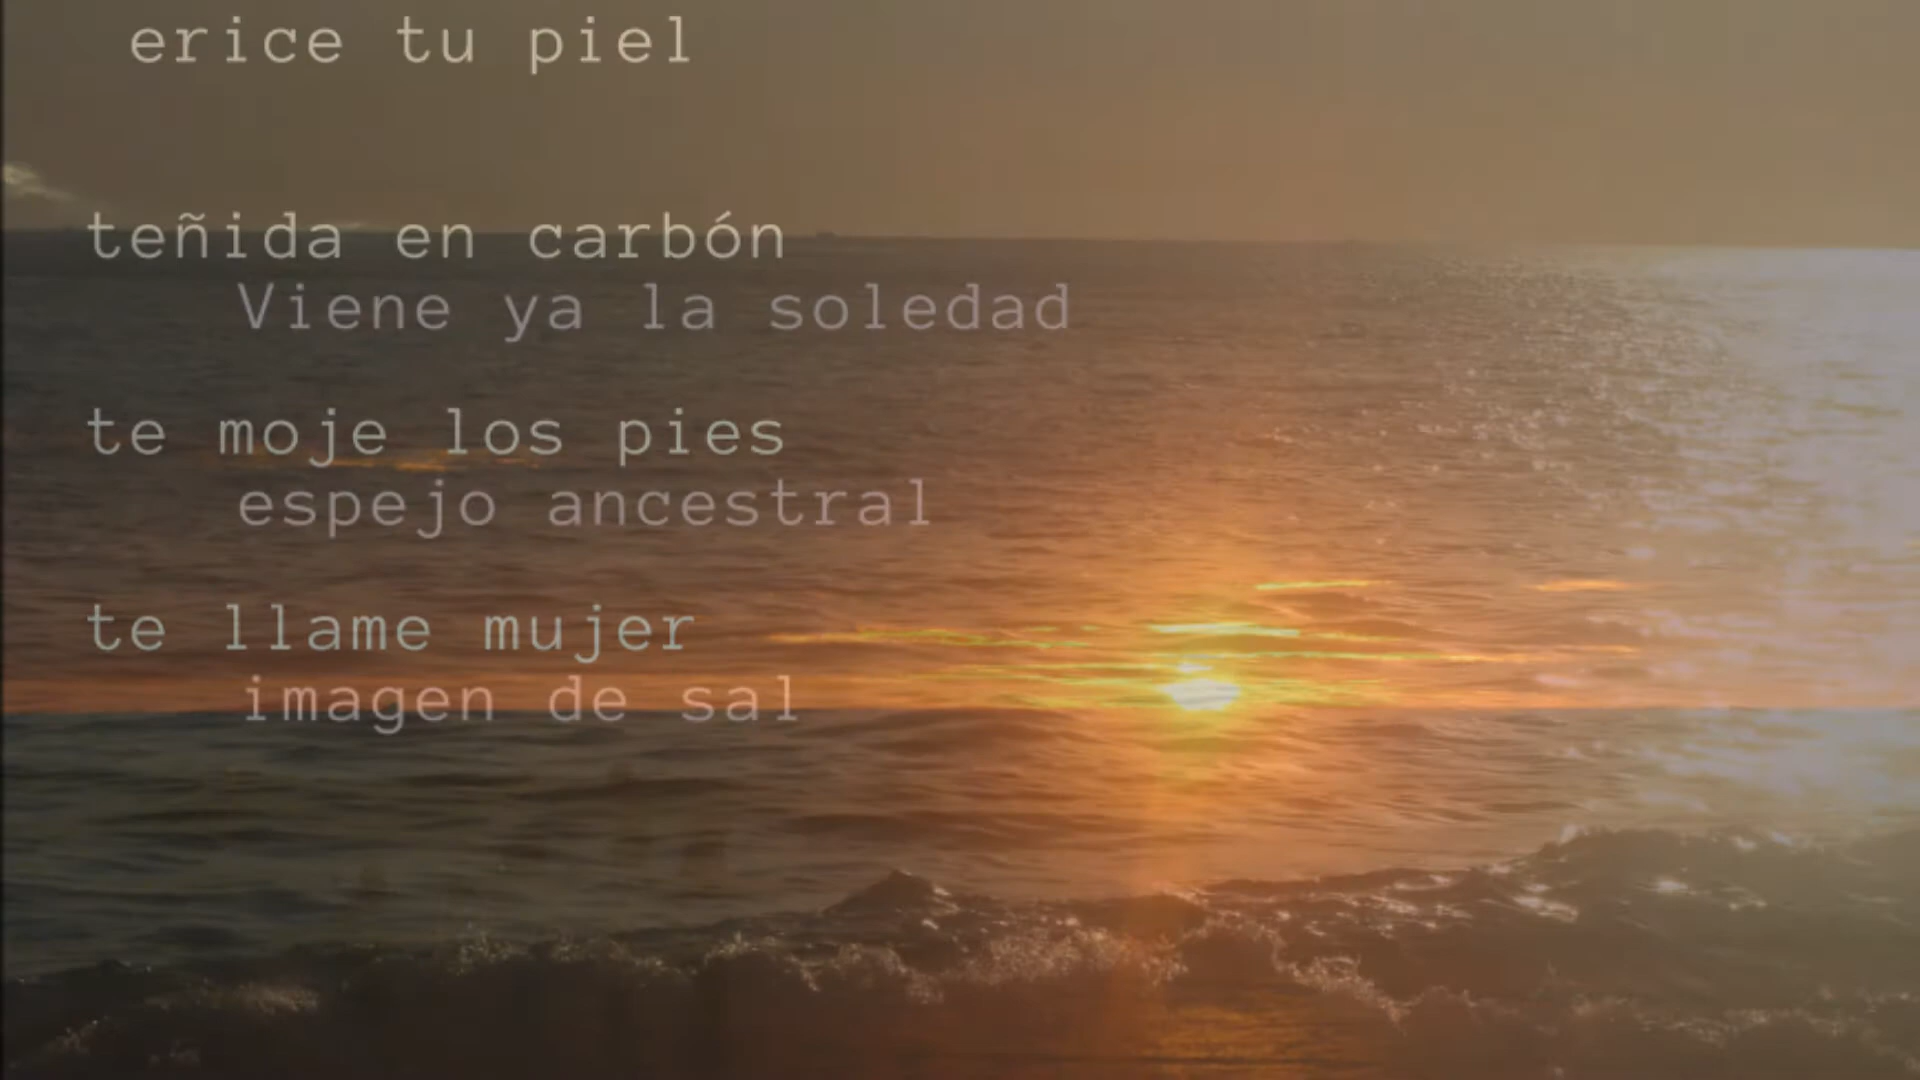 erice tu piel
teñida en carbón
Viene ya la soledad
te moje los pies
espejo ancestral
te llame mujer
imagen de sal